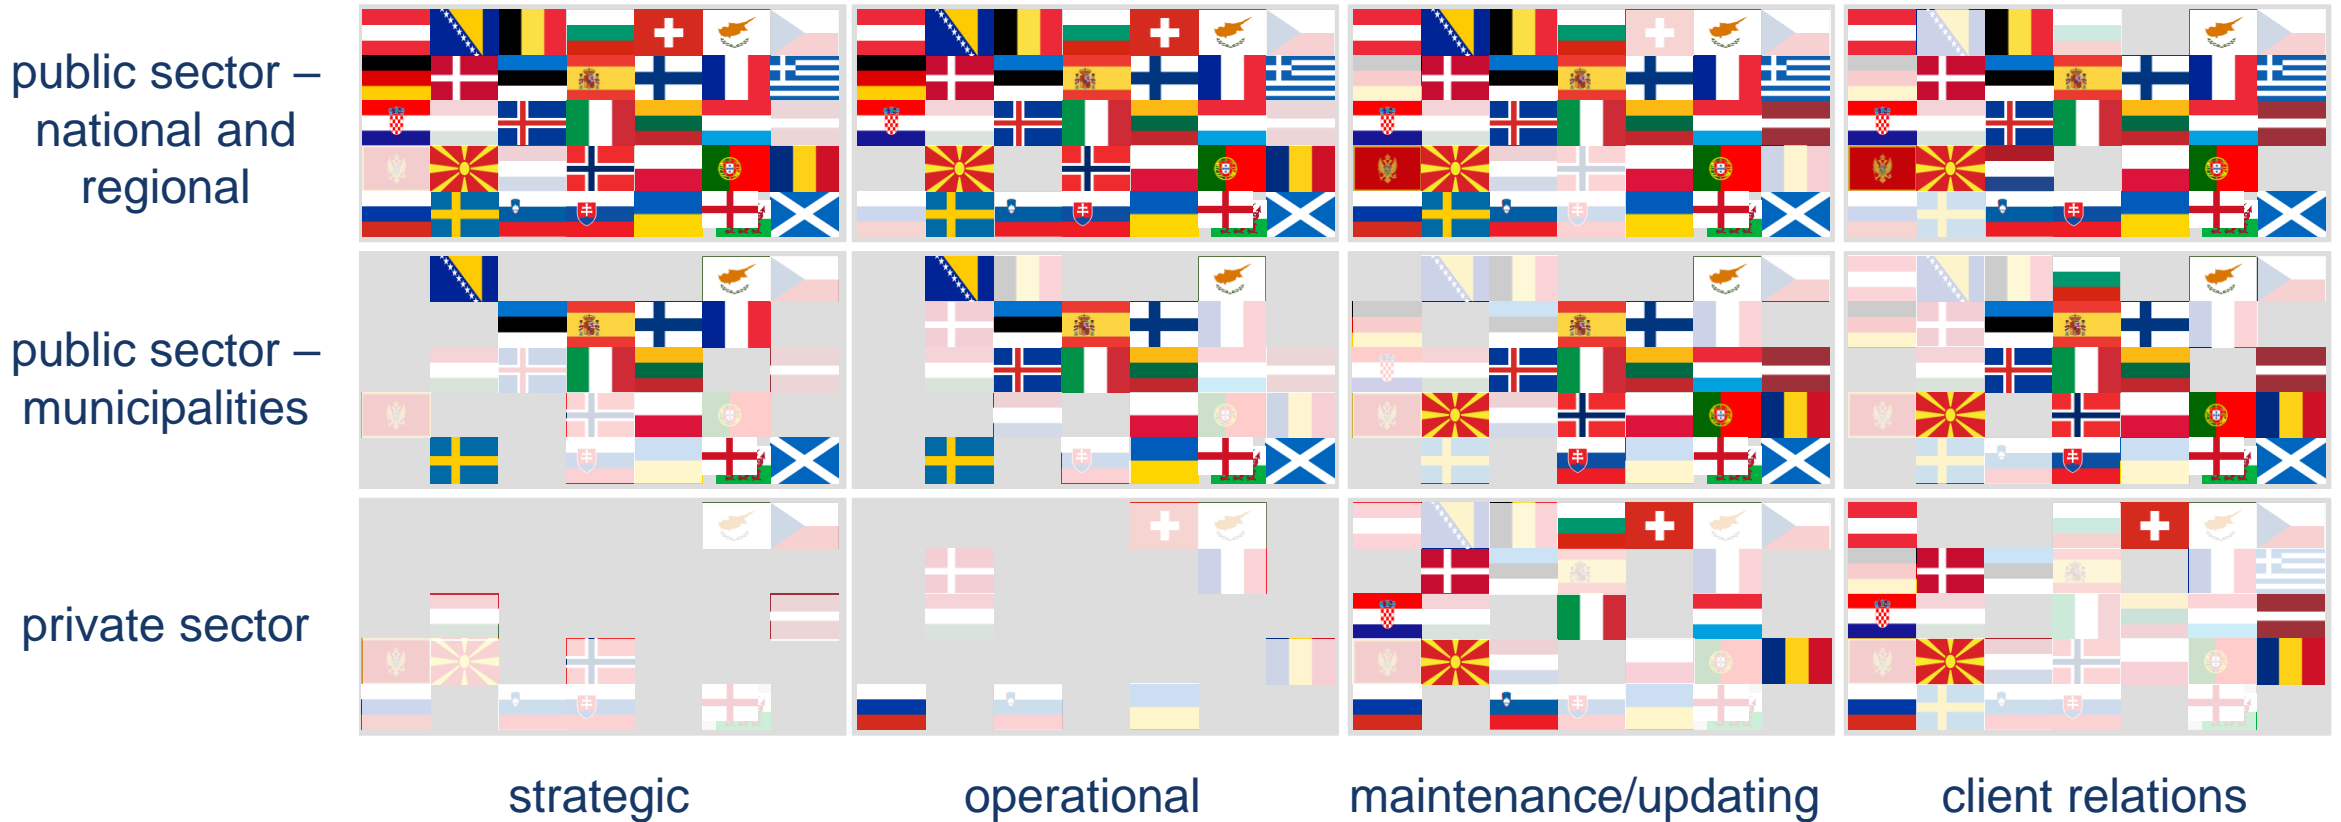 public sector –
national and
regional
public sector –
municipalities
private sector
strategic
operational
maintenance/updating
client relations